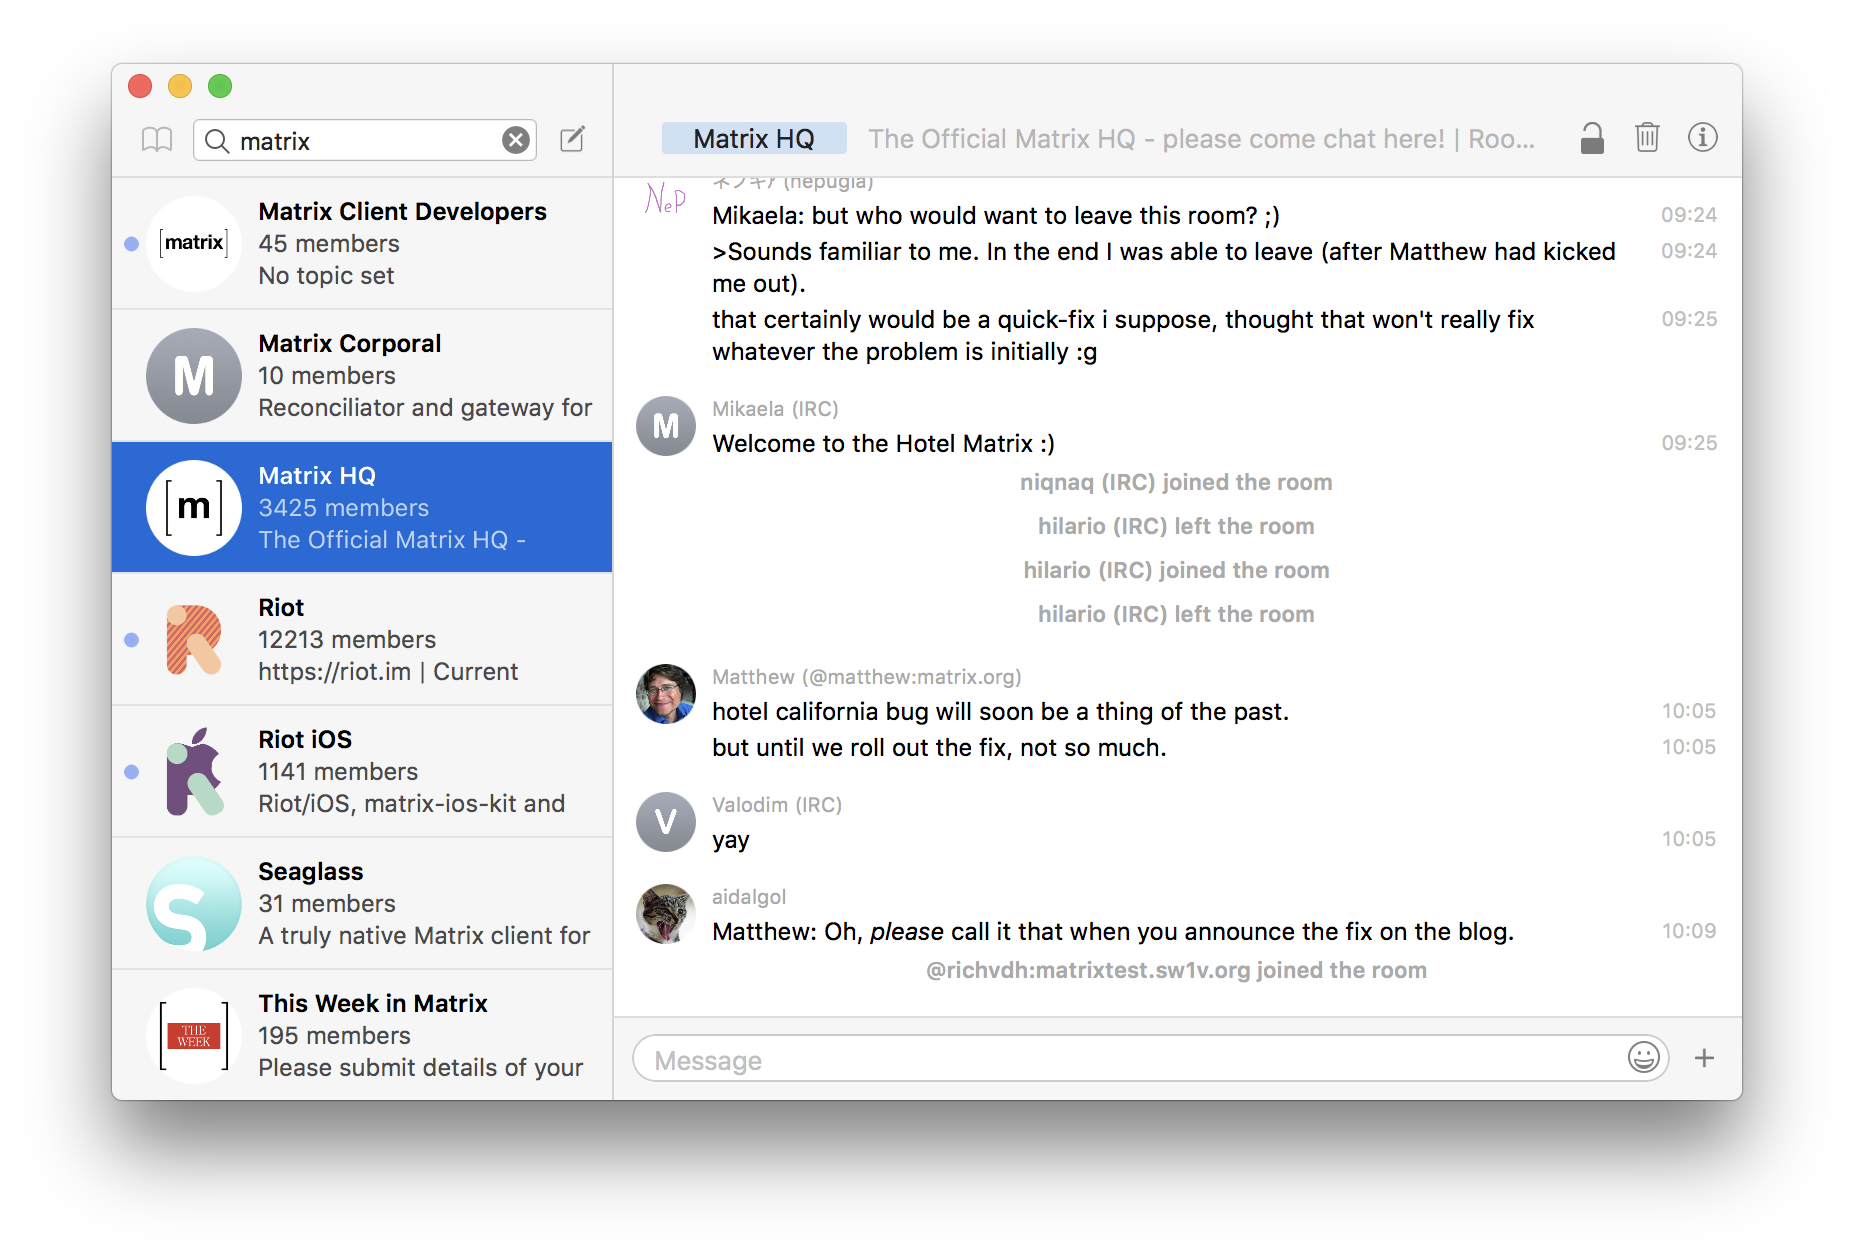 matrix
[matrix]
Matrix Client Developers
45 members
No topic set
M
Matrix Corporal
10 members
Reconciliator and gateway for
[m]
Matrix HQ
3425 members
The Official Matrix HQ -
Riot
12213 members
https://riot.im | Current
Riot iOS
1141 members
Riot/iOS, matrix-ios-kit and
S
Seaglass
31 members
A truly native Matrix client for
THE
WEEK
This Week in Matrix
195 members
Please submit details of your
Matrix HQ The Official Matrix HQ - please come chat here! | Roo...
NeP
(nepugia)
Mikaela: but who would want to leave this room? ;) 09:24
>Sounds familiar to me. In the end I was able to leave (after Matthew had kicked 09:24
me out).
that certainly would be a quick-fix i suppose, thought that won't really fix 09:25
whatever the problem is initially :g
M
Mikaela (IRC)
Welcome to the Hotel Matrix :) 09:25
niqnaq (IRC) joined the room
hilario (IRC) left the room
hilario (IRC) joined the room
hilario (IRC) left the room
Matthew (@matthew:matrix.org)
hotel california bug will soon be a thing of the past. 10:05
but until we roll out the fix, not so much. 10:05
V
Valodim (IRC)
yay 10:05
aidalgol
Matthew: Oh, please call it that when you announce the fix on the blog. 10:09
@richvdh:matrixtest.sw1v.org joined the room
Message